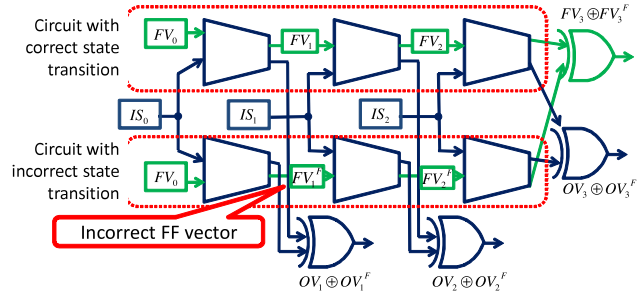 Circuit with
correct state
transition
FV₀
FV₁
FV₂
FV₃⊕FV₃ᶠ
IS₀
IS₁
IS₂
Circuit with
incorrect state
transition
FV₀
FV₁ᶠ
FV₂ᶠ
OV₃⊕OV₃ᶠ
Incorrect FF vector
OV₁⊕OV₁ᶠ
OV₂⊕OV₂ᶠ